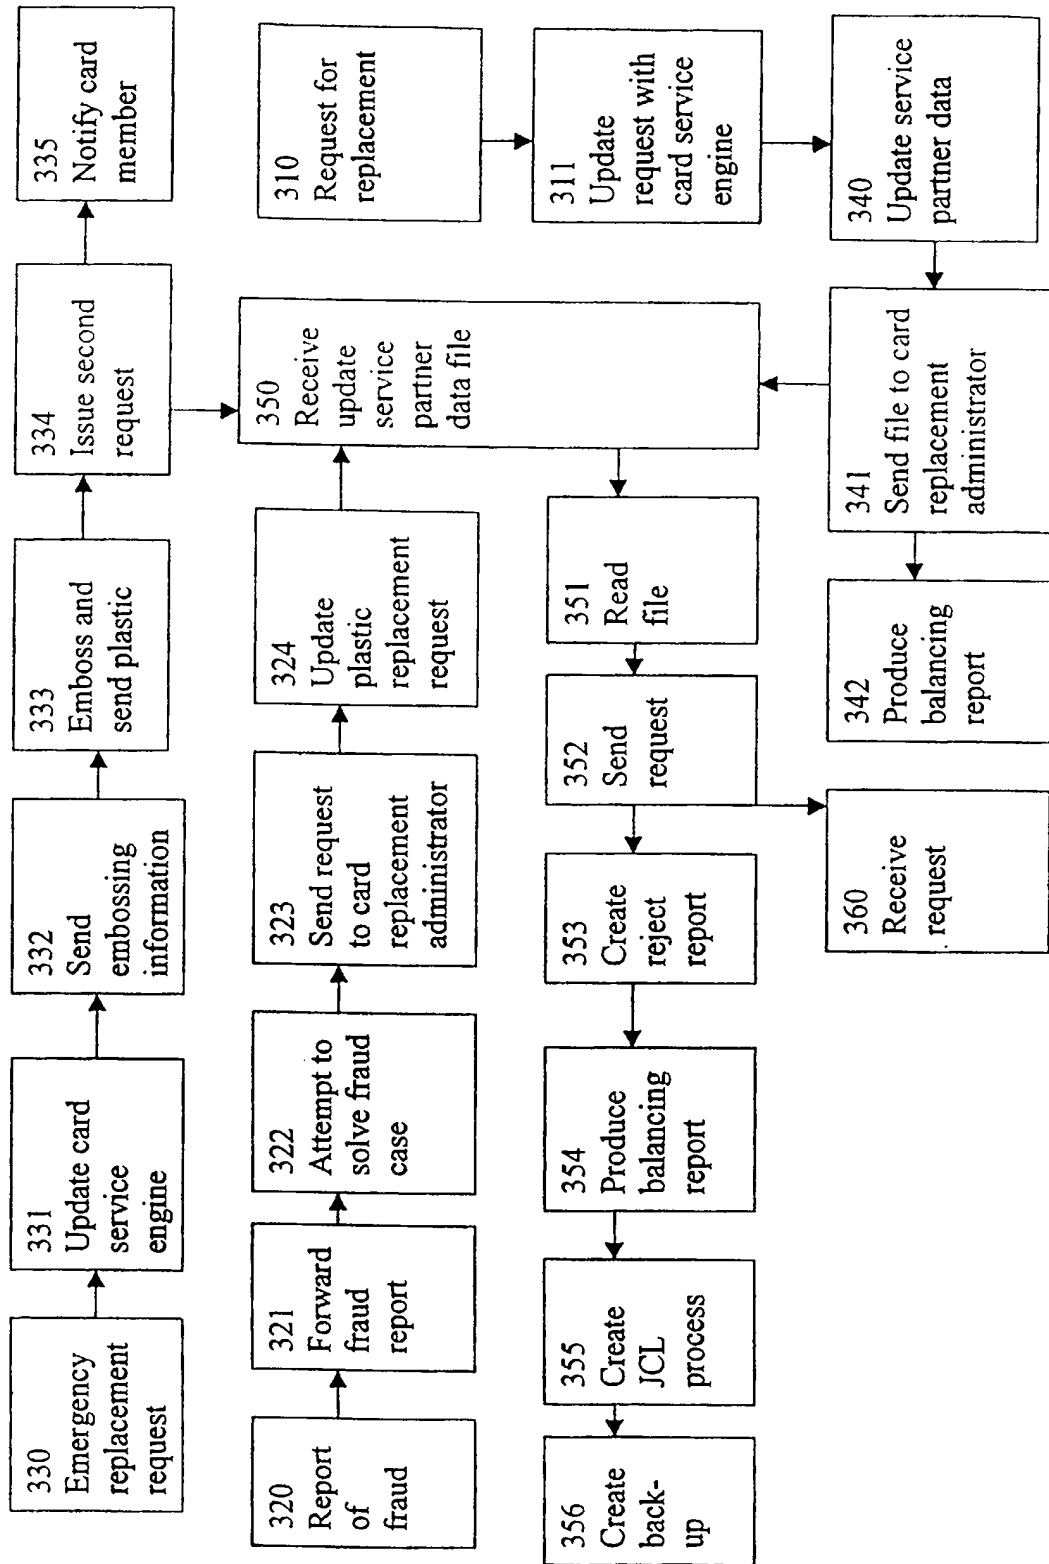 330
Emergency
replacement
request
331
Update card
service
engine
332
Send
embossing
information
333
Emboss and
send plastic
334
Issue second
request
335
Notify card
member
320
Report
of
fraud
321
Forward
fraud
report
322
Attempt to
solve fraud
case
323
Send request
to card
replacement
administrator
324
Update
plastic
replacement
request
350
Receive
update
service
partner
data file
310
Request for
replacement
311
Update
request with
card service
engine
340
Update service
partner data
341
Send file to card
replacement
administrator
342
Produce
balancing
report
351
Read
file
352
Send
request
353
Create
reject
report
354
Produce
balancing
report
355
Create
JCL
process
356
Create
back-
up
360
Receive
request